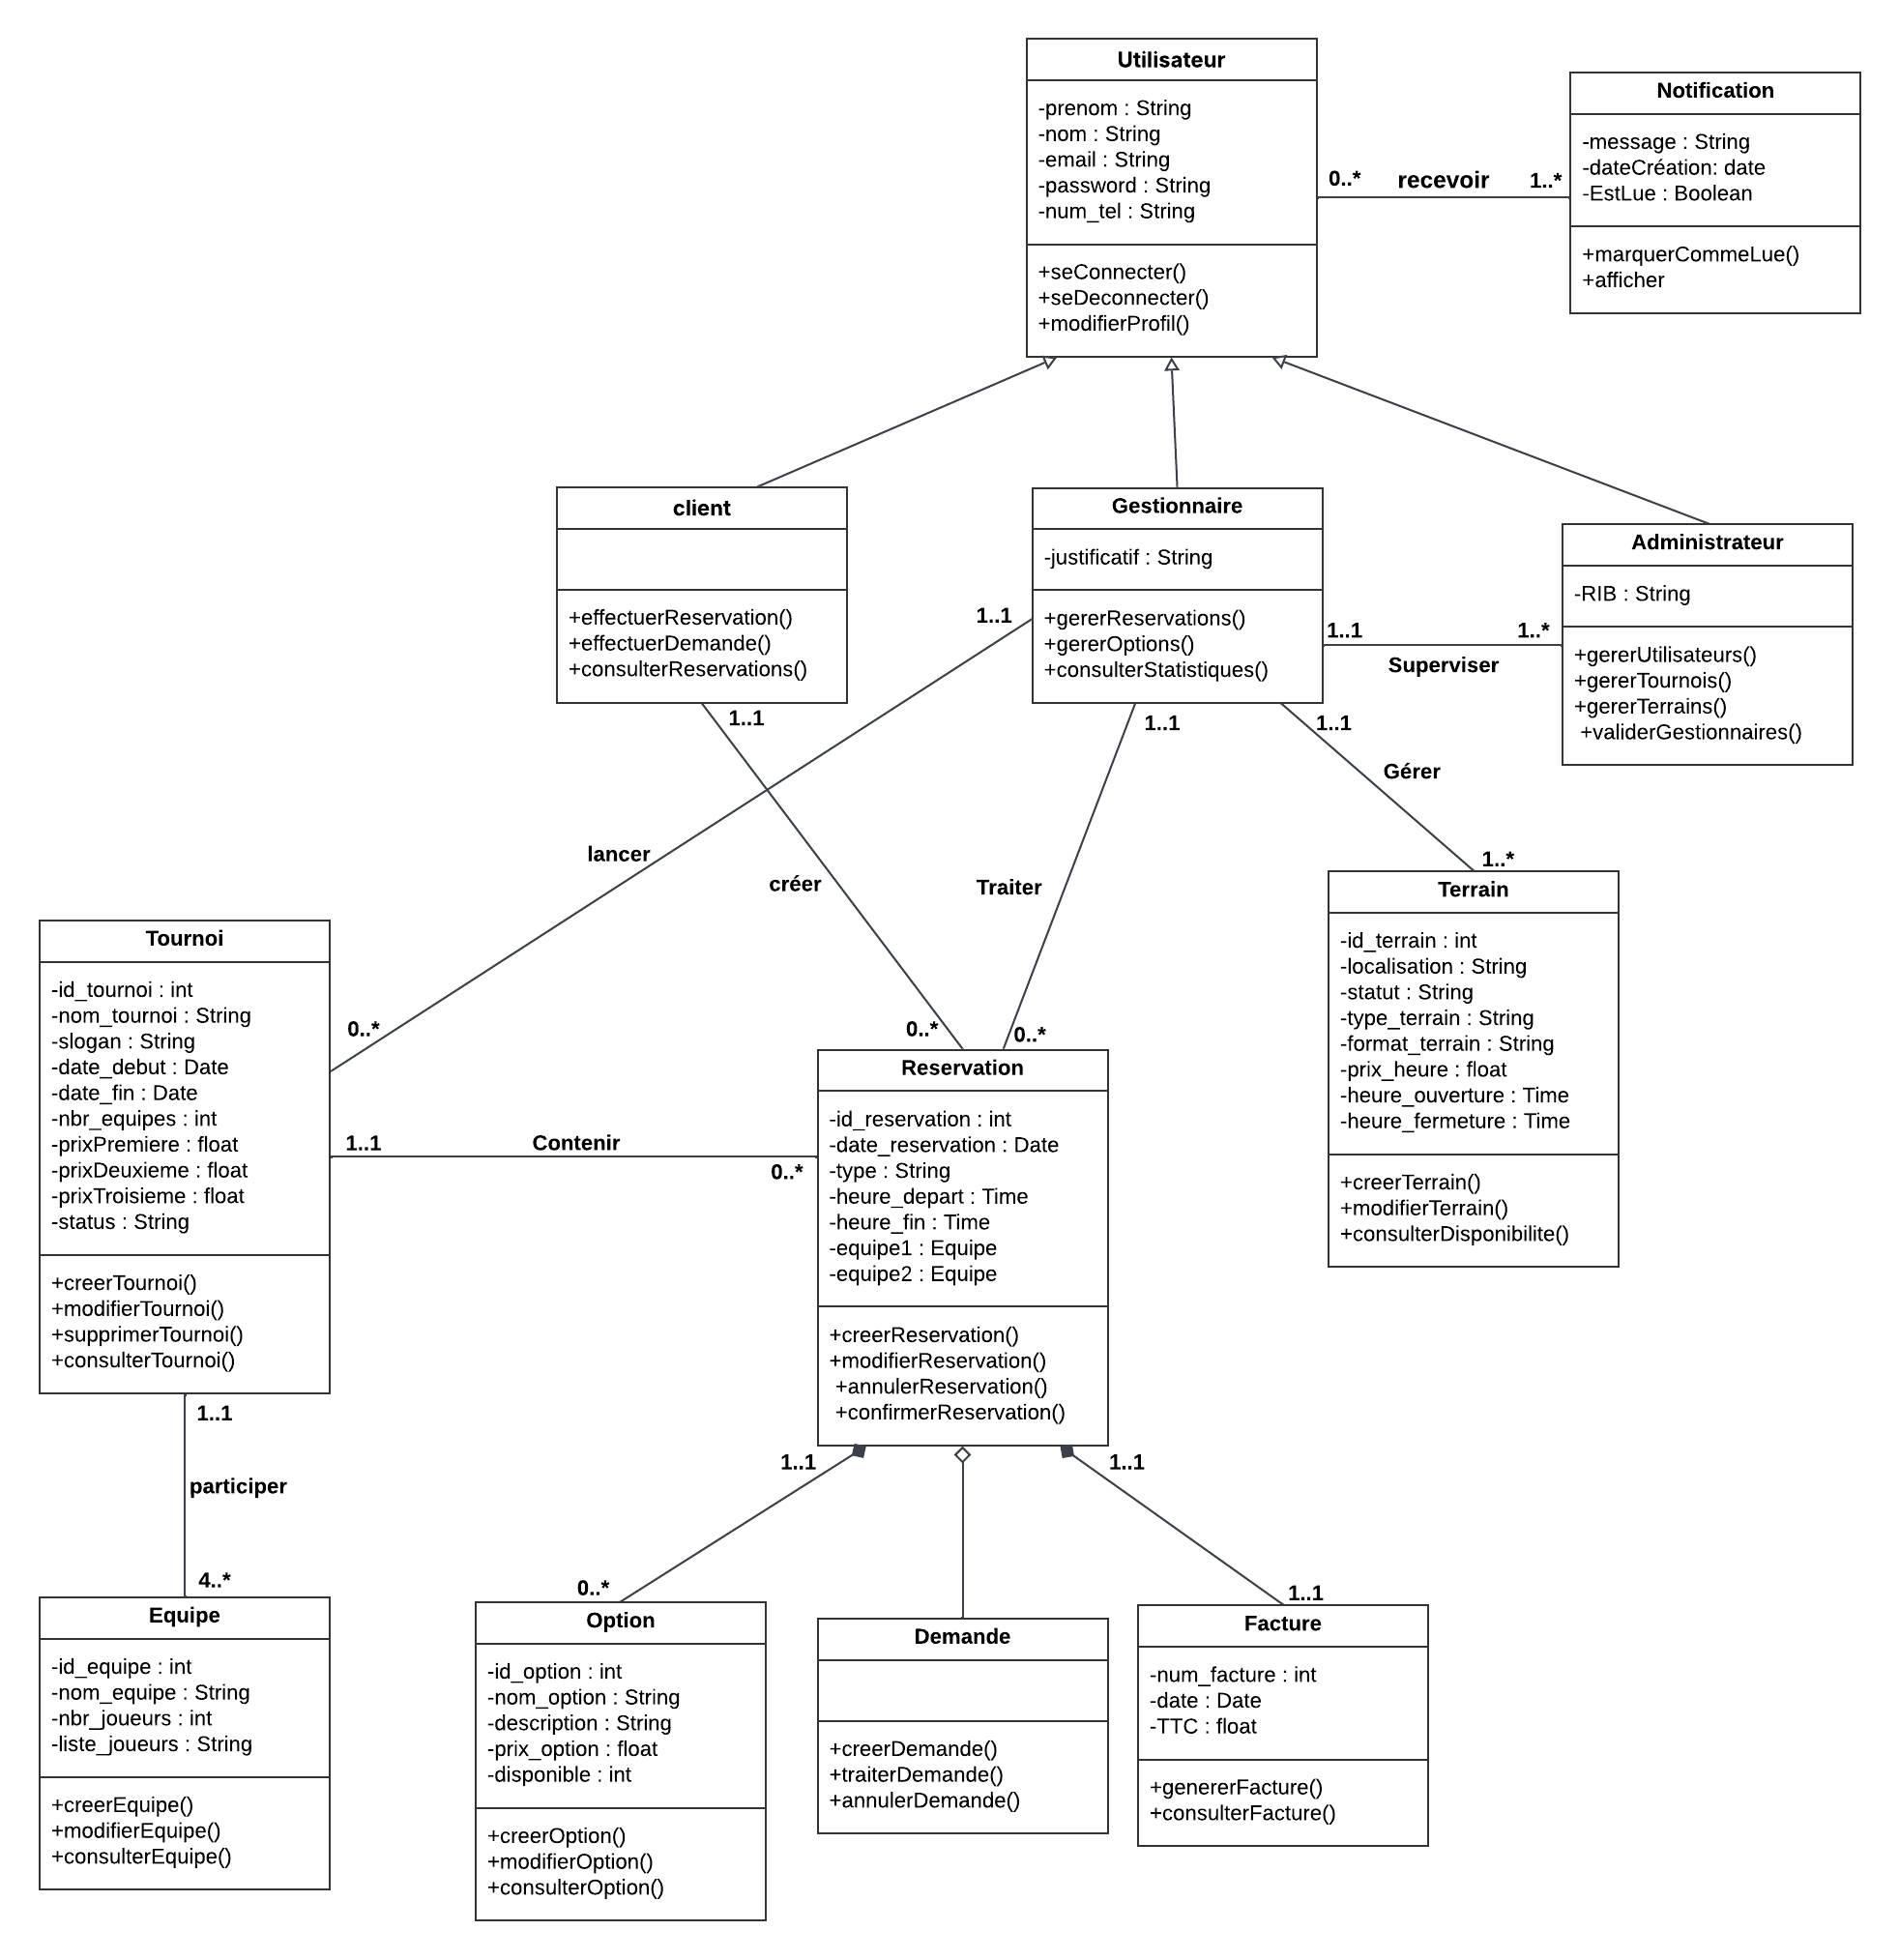 Utilisateur
-prenom : String
-nom : String
-email : String
-password : String
-num_tel : String
+seConnecter()
+seDeconnecter()
+modifierProfil()
0..*
recevoir
1..*
Notification
-message : String
-dateCréation: date
-EstLue : Boolean
+marquerCommeLue()
+afficher
client
+effectuerReservation()
+effectuerDemande()
+consulterReservations()
1..1
Gestionnaire
-justificatif : String
+gererReservations()
+gererOptions()
+consulterStatistiques()
1..1
1..1
1..*
Superviser
Administrateur
-RIB : String
+gererUtilisateurs()
+gererTournois()
+gererTerrains()
+validerGestionnaires()
1..1
1..1
Gérer
1..*
lancer
créer
Traiter
0..*
0..*
0..*
Terrain
-id_terrain : int
-localisation : String
-statut : String
-type_terrain : String
-format_terrain : String
-prix_heure : float
-heure_ouverture : Time
-heure_fermeture : Time
+creerTerrain()
+modifierTerrain()
+consulterDisponibilite()
Tournoi
-id_tournoi : int
-nom_tournoi : String
-slogan : String
-date_debut : Date
-date_fin : Date
-nbr_equipes : int
-prixPremiere : float
-prixDeuxieme : float
-prixTroisieme : float
-status : String
+creerTournoi()
+modifierTournoi()
+supprimerTournoi()
+consulterTournoi()
1..1
Contenir
0..*
Reservation
-id_reservation : int
-date_reservation : Date
-type : String
-heure_depart : Time
-heure_fin : Time
-equipe1 : Equipe
-equipe2 : Equipe
+creerReservation()
+modifierReservation()
+annulerReservation()
+confirmerReservation()
1..1
participer
4..*
1..1
1..1
0..*
1..1
Equipe
-id_equipe : int
-nom_equipe : String
-nbr_joueurs : int
-liste_joueurs : String
+creerEquipe()
+modifierEquipe()
+consulterEquipe()
Option
-id_option : int
-nom_option : String
-description : String
-prix_option : float
-disponible : int
+creerOption()
+modifierOption()
+consulterOption()
Demande
+creerDemande()
+traiterDemande()
+annulerDemande()
Facture
-num_facture : int
-date : Date
-TTC : float
+genererFacture()
+consulterFacture()